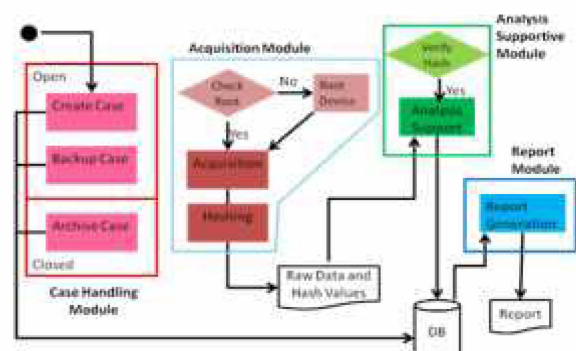 Analysis
Supportive
Module
Acquisition Module
Verify
Hash
Open
Check
Root
No
Root
Device
Yes
Create Case
Yes
Analysis
Support
Backup Case
Acquisition
Report
Module
Archive Case
Hashing
Report
Generation
Closed
Case Handling
Module
Raw Data and
Hash Values
DB
Report